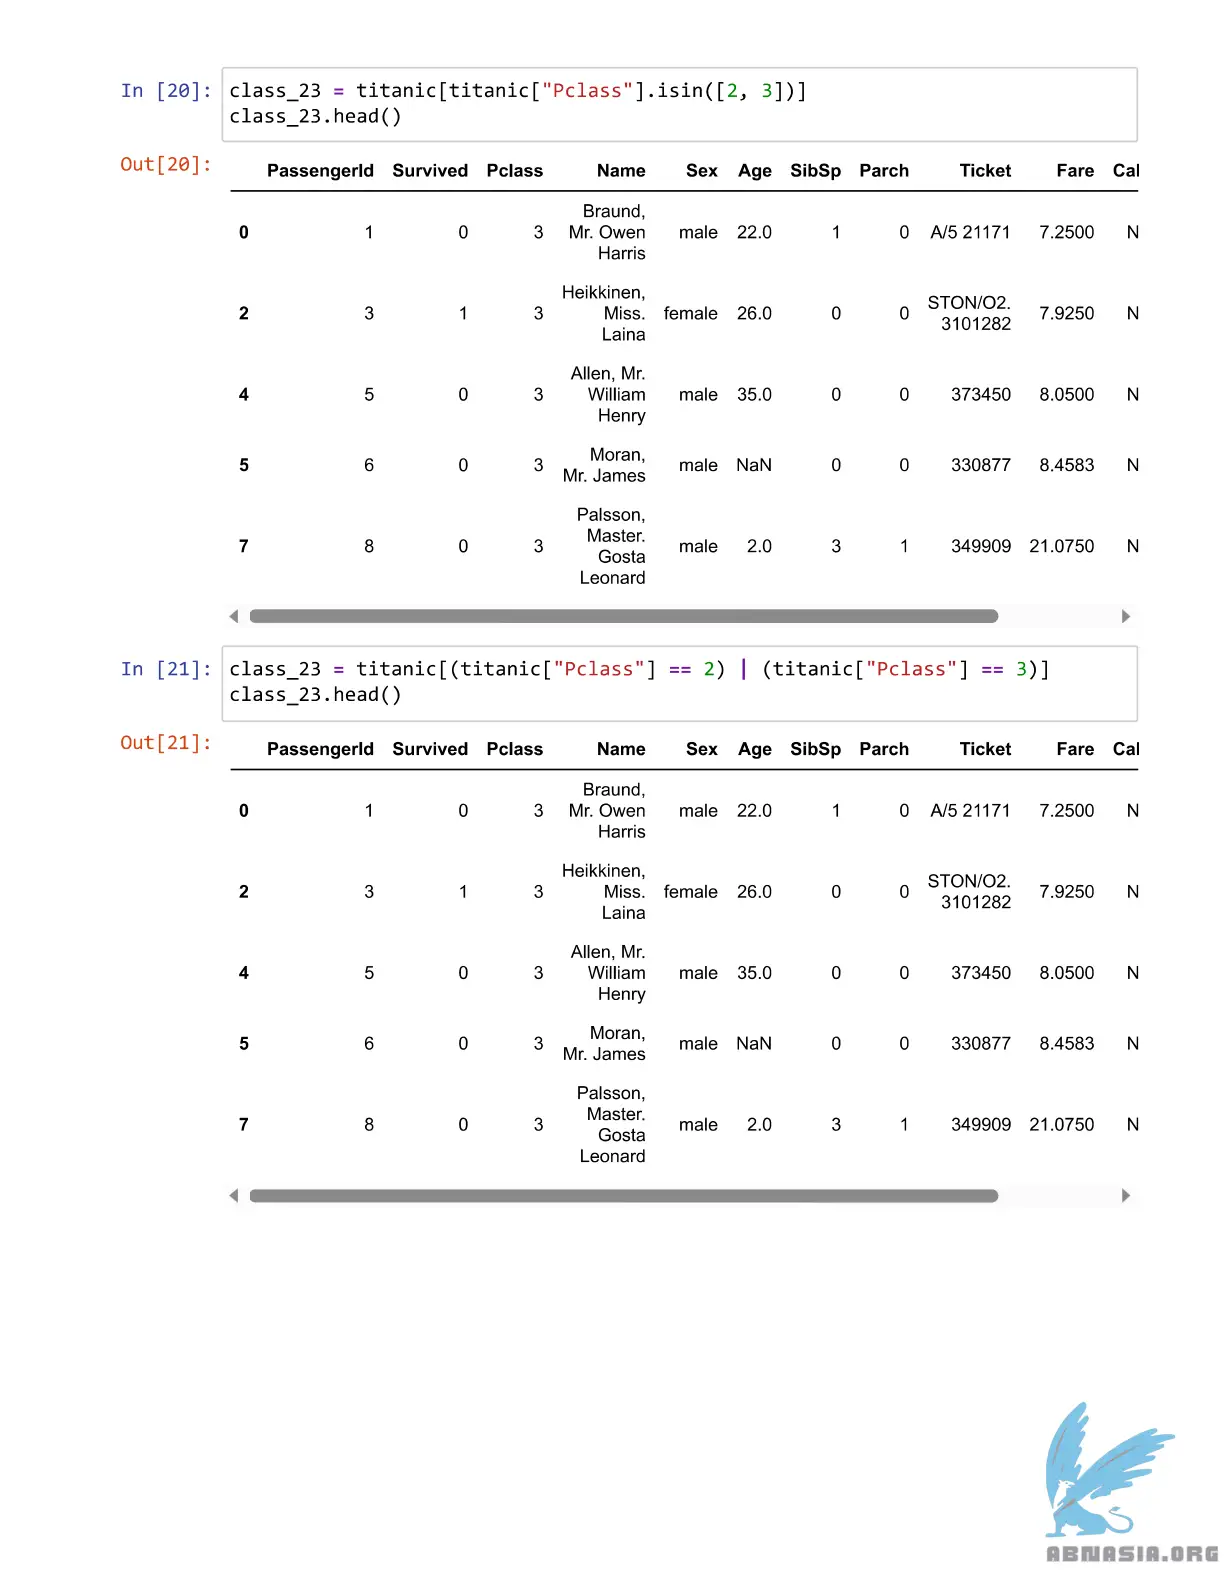 In [20]: class_23 = titanic[titanic["Pclass"].isin([2, 3])]
class_23.head()
Out[20]:
PassengerId Survived Pclass Name Sex Age SibSp Parch Ticket Fare Cal
Braund,
0 1 0 3 Mr. Owen male 22.0 1 0 A/5 21171 7.2500 N
Harris
Heikkinen,
2 3 1 3 Miss. female 26.0 0 0 STON/O2. 3101282 7.9250 N
Laina
Allen, Mr.
4 5 0 3 William male 35.0 0 0 373450 8.0500 N
Henry
Moran,
5 6 0 3 Mr. James male NaN 0 0 330877 8.4583 N
Palsson,
Master.
7 8 0 3 Gosta male 2.0 3 1 349909 21.0750 N
Leonard
In [21]: class_23 = titanic[(titanic["Pclass"] == 2) | (titanic["Pclass"] == 3)]
class_23.head()
Out[21]:
PassengerId Survived Pclass Name Sex Age SibSp Parch Ticket Fare Cal
Braund,
0 1 0 3 Mr. Owen male 22.0 1 0 A/5 21171 7.2500 N
Harris
Heikkinen,
2 3 1 3 Miss. female 26.0 0 0 STON/O2. 3101282 7.9250 N
Laina
Allen, Mr.
4 5 0 3 William male 35.0 0 0 373450 8.0500 N
Henry
Moran,
5 6 0 3 Mr. James male NaN 0 0 330877 8.4583 N
Palsson,
Master.
7 8 0 3 Gosta male 2.0 3 1 349909 21.0750 N
Leonard
ABNASIA.ORG